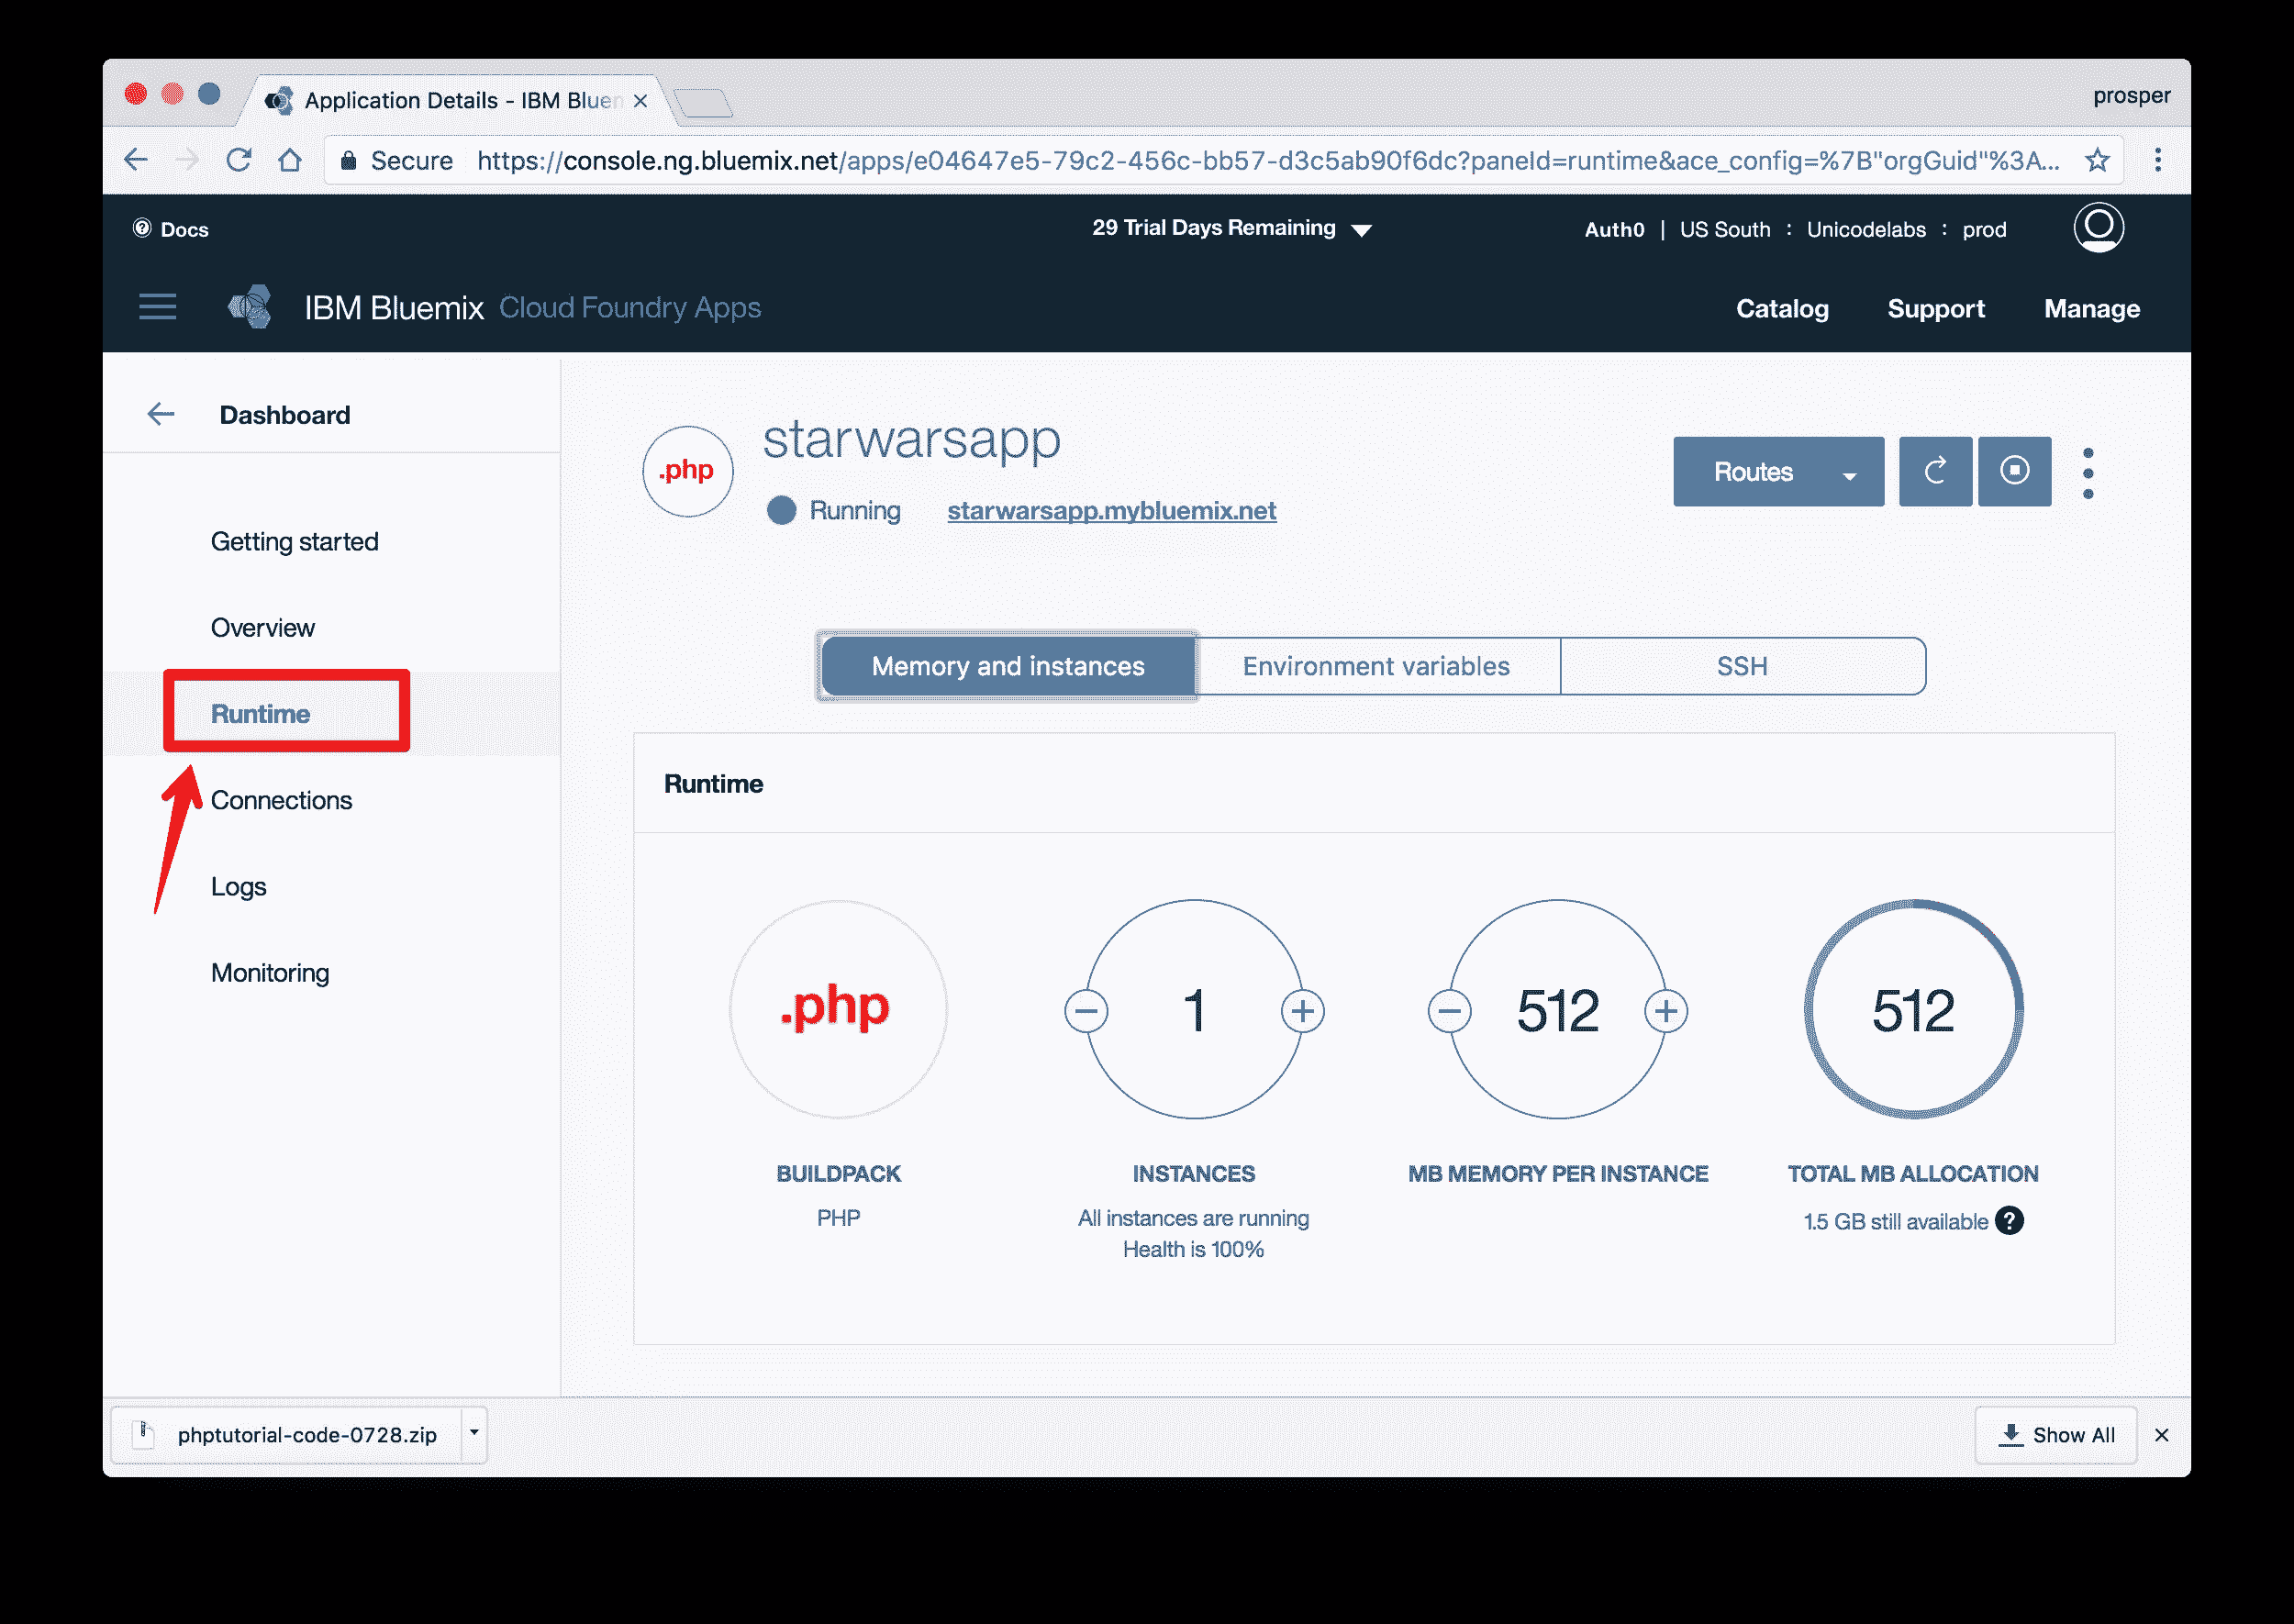 Application Details - IBM Bluen
prosper
Secure https://console.ng.bluemix.net/apps/e04647e5-79c2-456c-bb57-d3c5ab90f6dc?paneId=runtime&ace_config=%7B"orgGuid"%3A...
Docs
29 Trial Days Remaining
Auth0 | US South : Unicodelabs : prod
IBM Bluemix Cloud Foundry Apps
Catalog Support Manage
Dashboard
Getting started
Overview
Runtime
Connections
Logs
Monitoring
.php
starwarsapp
Running starwarsapp.mybluemix.net
Routes
Memory and instances Environment variables SSH
Runtime
.php 1 512 512
BUILDPACK INSTANCES MB MEMORY PER INSTANCE TOTAL MB ALLOCATION
PHP All instances are running 1.5 GB still available ?
Health is 100%
phptutorial-code-0728.zip
Show All